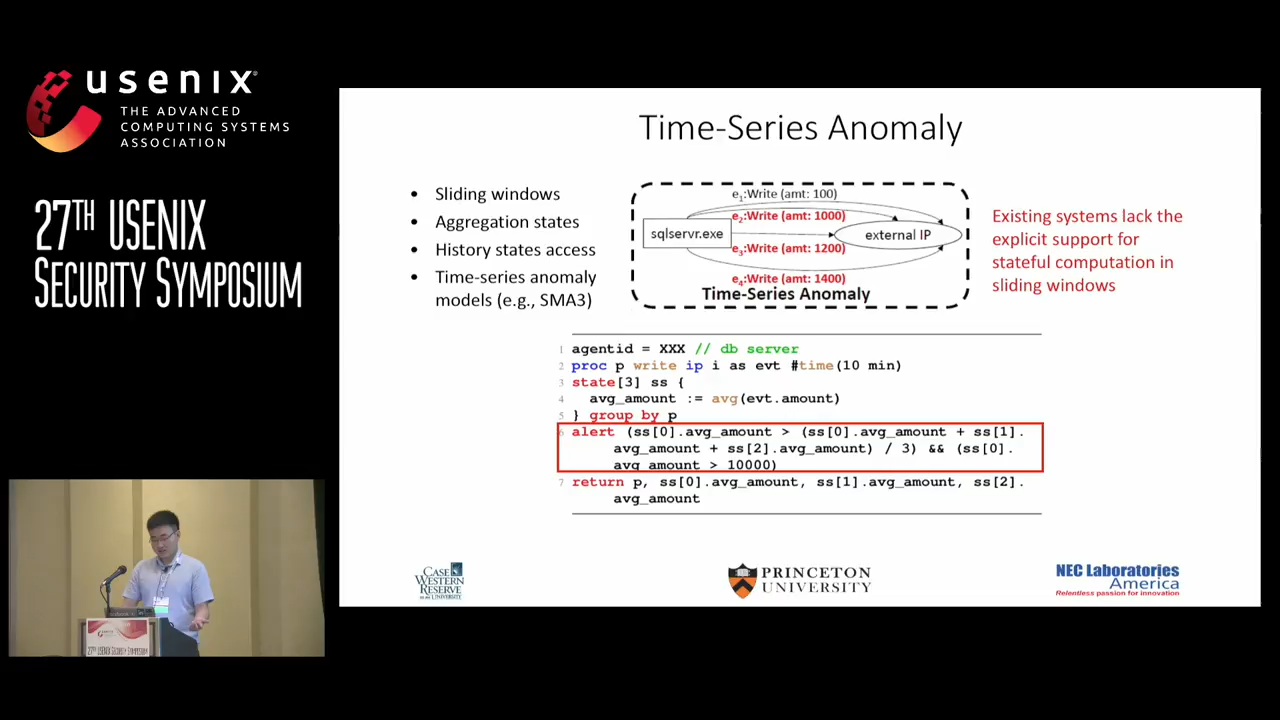 usenix
THE ADVANCED
COMPUTING SYSTEMS
ASSOCIATION
27TH USENIX
SECURITY SYMPOSIUM
Time-Series Anomaly
• Sliding windows
• Aggregation states
• History states access
• Time-series anomaly
models (e.g., SMA3)
e1:Write (amt: 100)
e2:Write (amt: 1000)
sqlservr.exe
external IP
e3:Write (amt: 1200)
e4:Write (amt: 1400)
Time-Series Anomaly
Existing systems lack the
explicit support for
stateful computation in
sliding windows
1 agentid = XXX // db server
2 proc p write ip i as evt #time(10 min)
3 state[3] ss {
4 avg_amount := avg(evt.amount)
5 } group by p
6 alert (ss[0].avg_amount > (ss[0].avg_amount + ss[1].
avg_amount + ss[2].avg_amount) / 3) && (ss[0].
avg_amount > 10000)
7 return p, ss[0].avg_amount, ss[1].avg_amount, ss[2].
avg_amount
CASE
WESTERN
RESERVE
UNIVERSITY
PRINCETON
UNIVERSITY
NEC Laboratories
America
Relentless passion for innovation
usenix
27TH USENIX SECURITY SYMPOSIUM